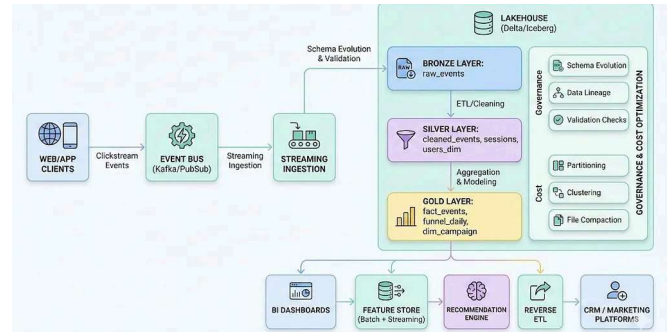 LAKEHOUSE
(Delta/Iceberg)
Schema Evolution
& Validation
BRONZE LAYER:
raw_events
RAW
ETL/Cleaning
SILVER LAYER:
cleaned_events, sessions,
users_dim
Aggregation
& Modeling
GOLD LAYER:
fact_events,
funnel_daily,
dim_campaign
Governance
Schema Evolution
Data Lineage
Validation Checks
Cost
Partitioning
Clustering
File Compaction
GOVERNANCE & COST OPTIMIZATION
WEB/APP
CLIENTS
Clickstream
Events
EVENT BUS
(Kafka/PubSub)
Streaming
Ingestion
STREAMING
INGESTION
BI DASHBOARDS
FEATURE STORE
(Batch + Streaming)
RECOMMENDATION
ENGINE
REVERSE
ETL
CRM / MARKETING
PLATFORMS